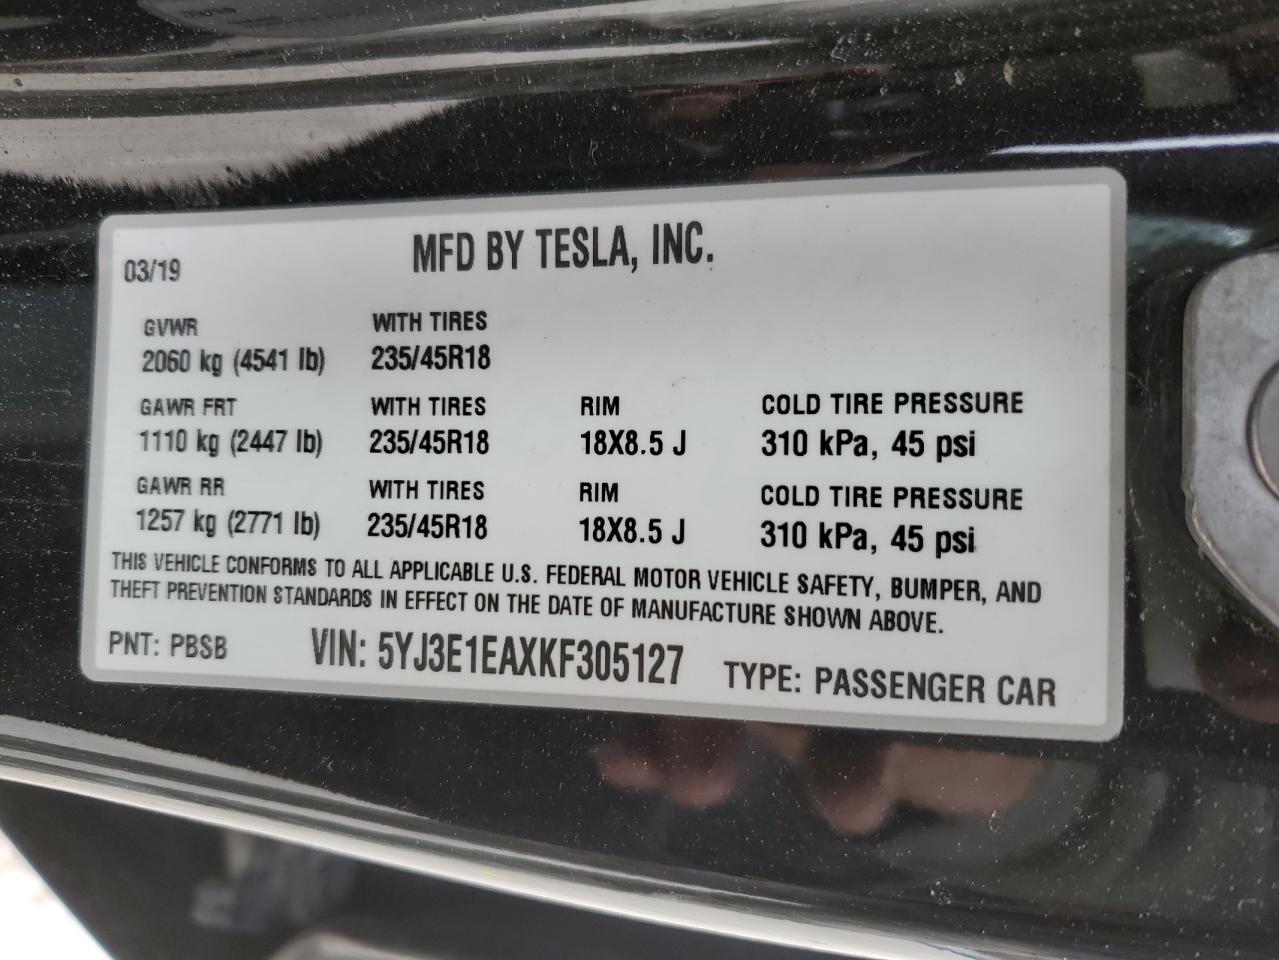 MFD BY TESLA, INC.
03/19
GVWR WITH TIRES
2060 kg (4541 lb) 235/45R18
GAWR FRT WITH TIRES RIM COLD TIRE PRESSURE
1110 kg (2447 lb) 235/45R18 18X8.5 J 310 kPa, 45 psi
GAWR RR WITH TIRES RIM COLD TIRE PRESSURE
1257 kg (2771 lb) 235/45R18 18X8.5 J 310 kPa, 45 psi
THIS VEHICLE CONFORMS TO ALL APPLICABLE U.S. FEDERAL MOTOR VEHICLE SAFETY, BUMPER, AND
THEFT PREVENTION STANDARDS IN EFFECT ON THE DATE OF MANUFACTURE SHOWN ABOVE.
PNT: PBSB VIN: 5YJ3E1EAXKF305127 TYPE: PASSENGER CAR